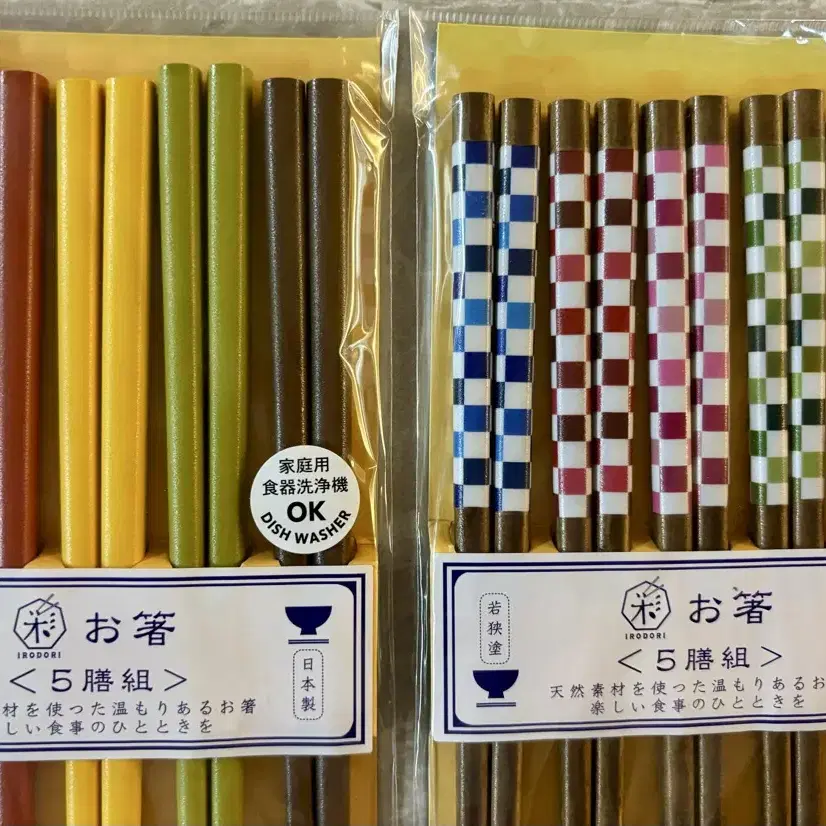 家庭用
食器洗浄機
OK
DISH WASHER
彩 お箸
IRODORI
＜5膳組＞
日本製
材を使った温もりあるお箸
しい食事のひとときを
若狭塗
彩 お箸
IRODORI
＜5膳組＞
天然素材を使った温もりあるお
楽しい食事のひとときを